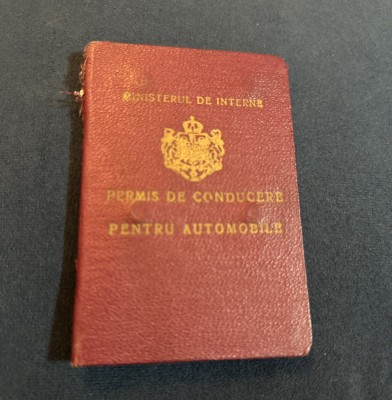 MINISTERUL DE INTERNE
PERMIS DE CONDUCERE
PENTRU AUTOMOBILE